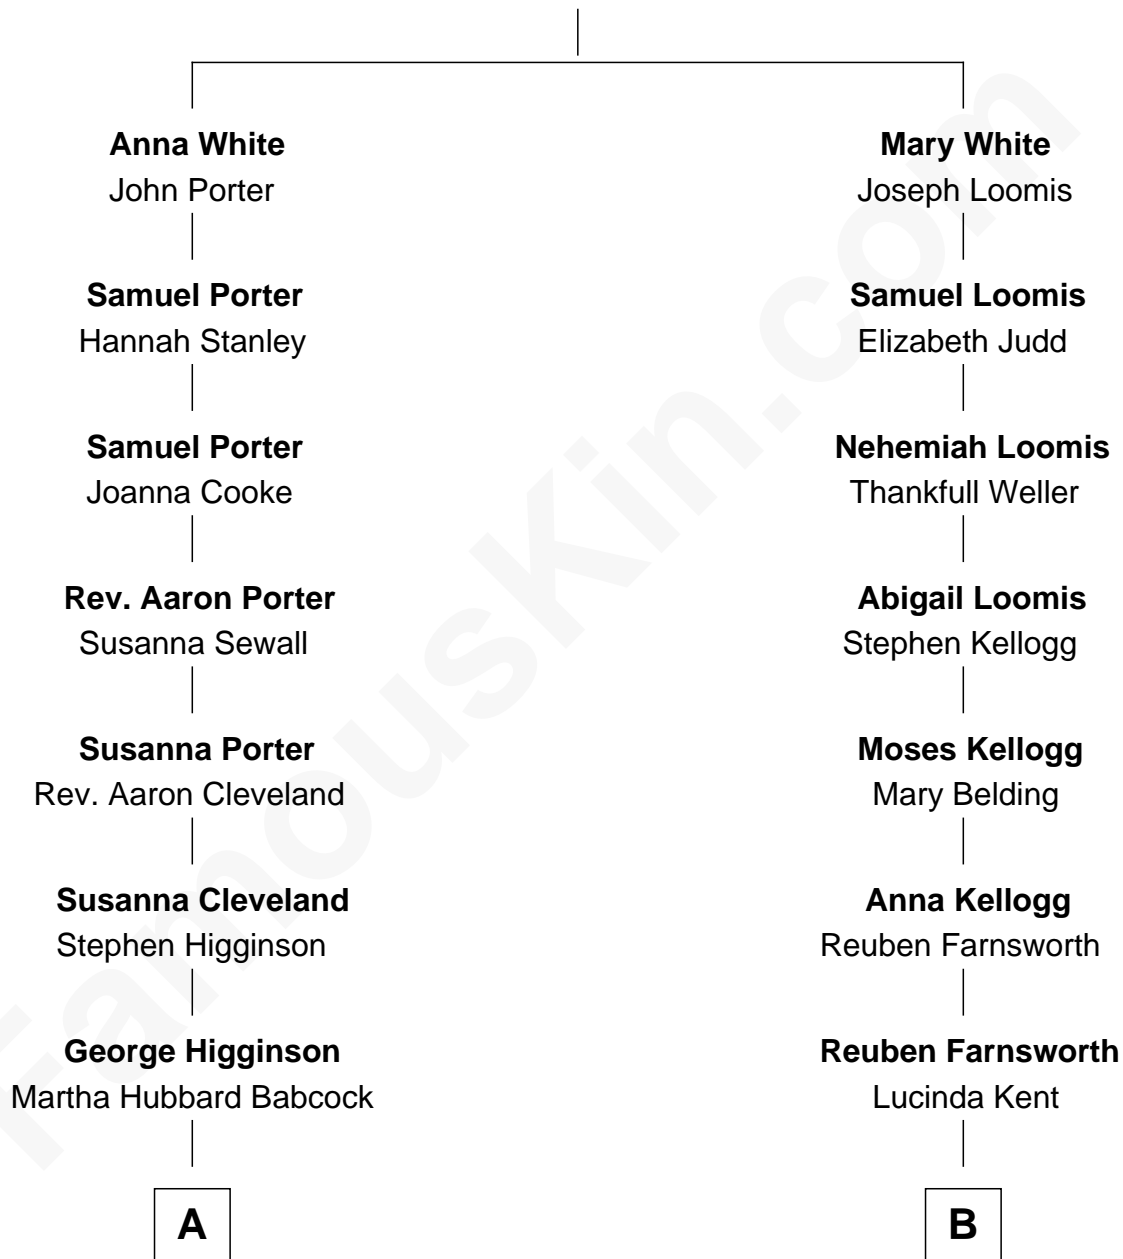 Anna White
John Porter
Samuel Porter
Hannah Stanley
Samuel Porter
Joanna Cooke
Rev. Aaron Porter
Susanna Sewall
Susanna Porter
Rev. Aaron Cleveland
Susanna Cleveland
Stephen Higginson
George Higginson
Martha Hubbard Babcock
A
Mary White
Joseph Loomis
Samuel Loomis
Elizabeth Judd
Nehemiah Loomis
Thankfull Weller
Abigail Loomis
Stephen Kellogg
Moses Kellogg
Mary Belding
Anna Kellogg
Reuben Farnsworth
Reuben Farnsworth
Lucinda Kent
B
FamousKin.com